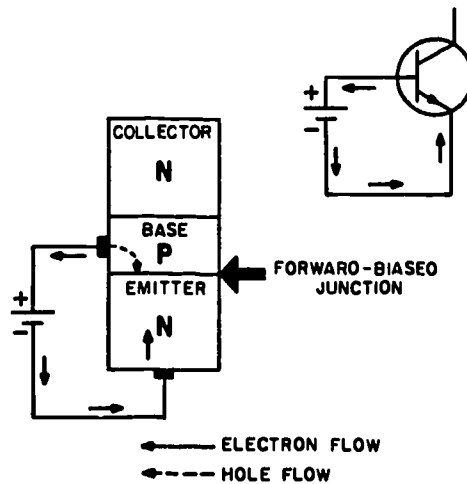 +
-
COLLECTOR
N
BASE
P
EMITTER
N
FORWARO-BIASEO
JUNCTION
+
-
ELECTRON FLOW
HOLE FLOW